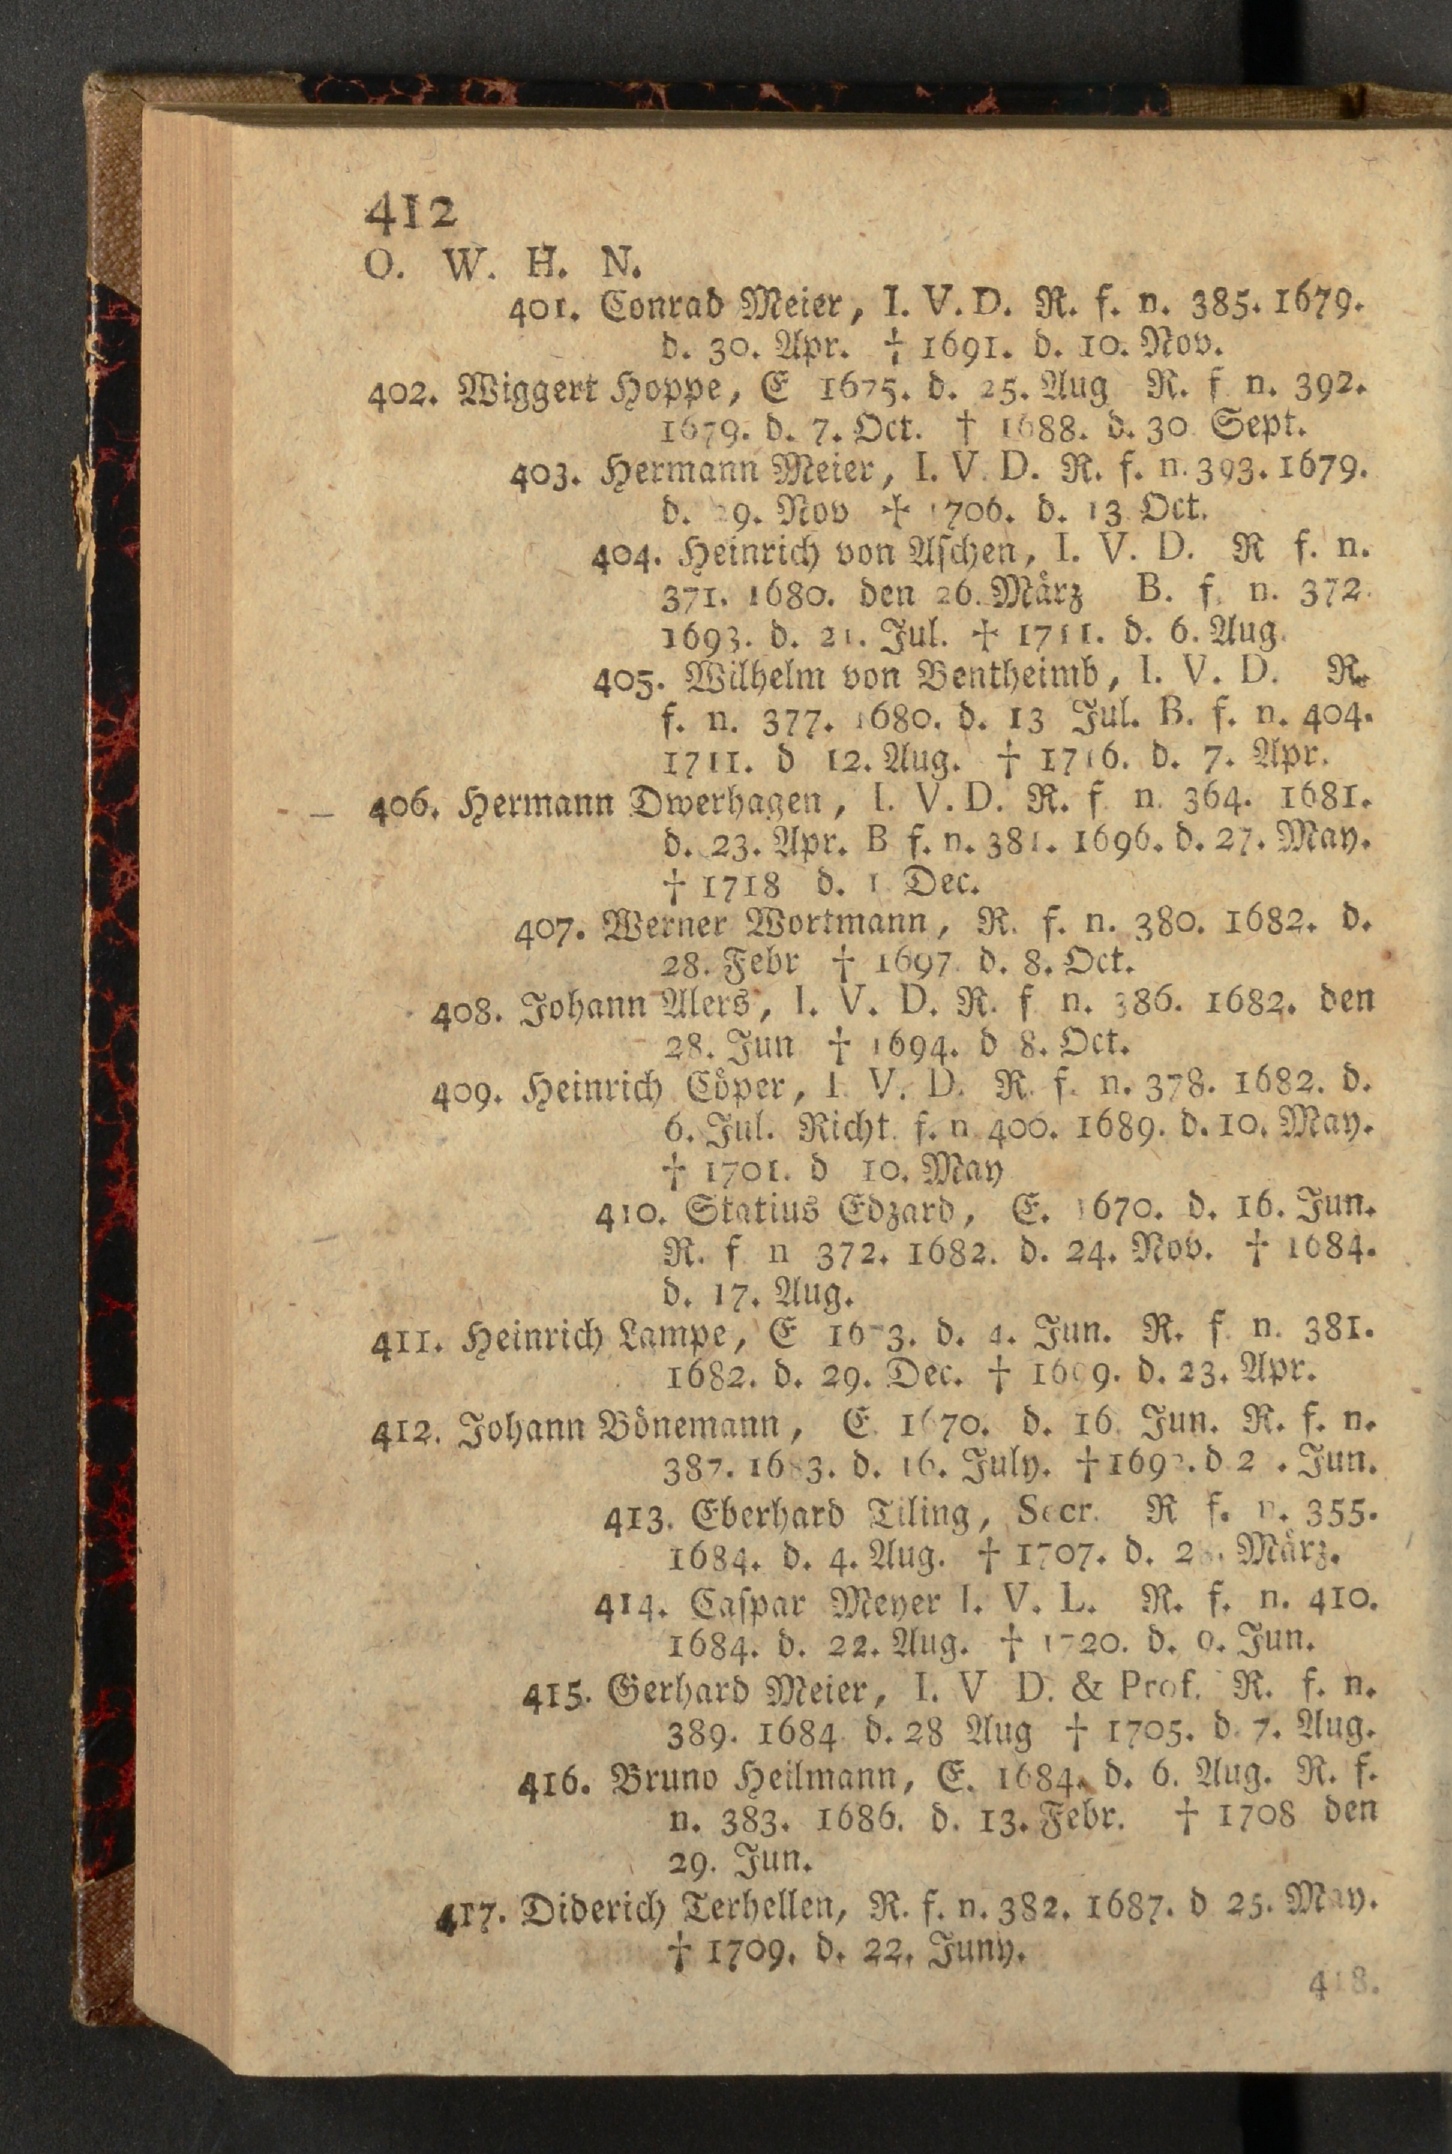 412
O. W. H. N.
401. Conrad Meier, I. V. D. R. f. n. 385. 1679.
d. 30. Apr. † 1691. d. 10. Nov.
402. Wiggert Hoppe, E 1675. d. 25. Aug R. f n. 392.
1679. d. 7. Oct. † 1688. d. 30 Sept.
403. Hermann Meier, I. V. D. R. f. n. 393. 1679.
d. 29. Nov ✢ 1706. d. 13 Oct.
404. Heinrich von Aſchen, I. V. D. R f. n.
371. 1680. den 26. März B. f. n. 372.
1693. d. 21. Jul. ✢ 1711. d. 6. Aug.
405. Wilhelm von Bentheimb, I. V. D. R.
f. n. 377. 1680. d. 13 Jul. B. f. n. 404.
1711. d 12. Aug. † 1716. d. 7. Apr.
406. Hermann Dwerhagen, I. V. D. R. f n. 364. 1681.
d. 23. Apr. B f. n. 381. 1696. d. 27. May.
† 1718 d. 1 Dec.
407. Werner Wortmann, R. f. n. 380. 1682. d.
28. Febr † 1697. d. 8. Oct.
408. Johann Alers, I. V. D. R. f n. 386. 1682. den
28. Jun † 1694. d 8. Oct.
409. Heinrich Cöper, I V. D. R. f. n. 378. 1682. d.
6. Jul. Richt. f. n 400. 1689. d. 10. May.
† 1701. d 10. May
410. Statius Edzard, E. 1670. d. 16. Jun.
R. f n 372. 1682. d. 24. Nov. † 1684.
d. 17. Aug.
411. Heinrich Lampe, E 1673. d. 4. Jun. R. f n. 381.
1682. d. 29. Dec. † 1699. d. 23. Apr.
412. Johann Bönemann, E. 1670. d. 16. Jun. R. f. n.
387. 1683. d. 16. July. † d. Jun.
413. Eberhard Tiling, Secr. R f. n. 355.
1684. d. 4. Aug. † 1707. d. 28. März.
414. Caſpar Meyer I. V. L. R. f. n. 410.
1684. d. 22. Aug. † 1720. d. Jun.
415. Gerhard Meier, I. V D. & Prof. R. f. n.
389. 1684 d. 28 Aug † 1705. d. 7. Aug.
416. Bruno Heilmann, E. 1684. d. 6. Aug. R. f.
n. 383. 1686. d. 13. Febr. † 1708 den
29. Jun.
417. Diderich Terhellen, R. f. n. 382. 1687. d 25. May.
† 1709. d. 22. Juny.
418.